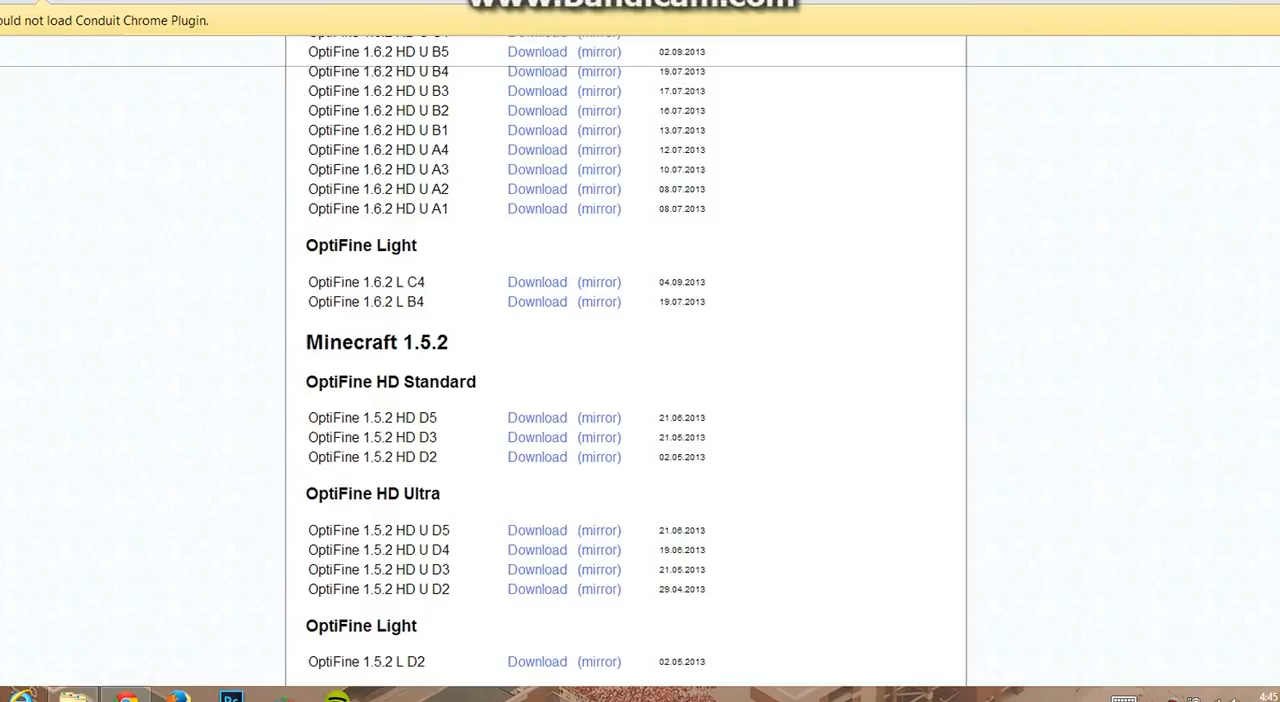 www.Bandicam.com
ould not load Conduit Chrome Plugin.
OptiFine 1.6.2 HD U B5 Download (mirror) 02.09.2013
OptiFine 1.6.2 HD U B4 Download (mirror) 19.07.2013
OptiFine 1.6.2 HD U B3 Download (mirror) 17.07.2013
OptiFine 1.6.2 HD U B2 Download (mirror) 16.07.2013
OptiFine 1.6.2 HD U B1 Download (mirror) 13.07.2013
OptiFine 1.6.2 HD U A4 Download (mirror) 12.07.2013
OptiFine 1.6.2 HD U A3 Download (mirror) 10.07.2013
OptiFine 1.6.2 HD U A2 Download (mirror) 08.07.2013
OptiFine 1.6.2 HD U A1 Download (mirror) 08.07.2013
OptiFine Light
OptiFine 1.6.2 L C4 Download (mirror) 04.09.2013
OptiFine 1.6.2 L B4 Download (mirror) 19.07.2013
Minecraft 1.5.2
OptiFine HD Standard
OptiFine 1.5.2 HD D5 Download (mirror) 21.06.2013
OptiFine 1.5.2 HD D3 Download (mirror) 21.05.2013
OptiFine 1.5.2 HD D2 Download (mirror) 02.05.2013
OptiFine HD Ultra
OptiFine 1.5.2 HD U D5 Download (mirror) 21.06.2013
OptiFine 1.5.2 HD U D4 Download (mirror) 19.06.2013
OptiFine 1.5.2 HD U D3 Download (mirror) 21.05.2013
OptiFine 1.5.2 HD U D2 Download (mirror) 29.04.2013
OptiFine Light
OptiFine 1.5.2 L D2 Download (mirror) 02.05.2013
Ps
4:45